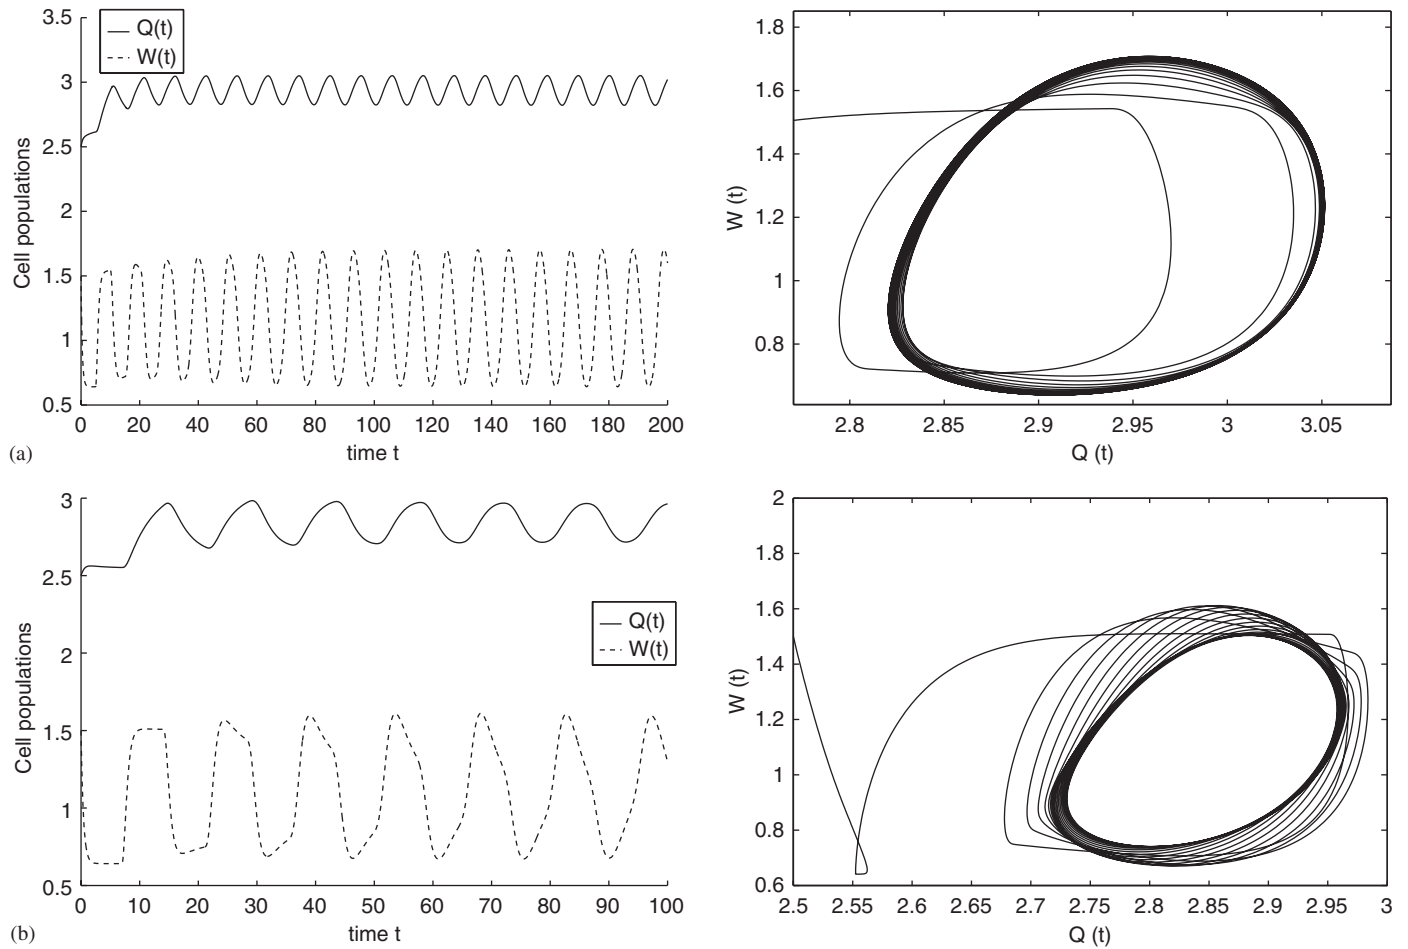 3.5
3
2.5
2
1.5
1
0.5
Cell populations
Q(t)
W(t)
0 20 40 60 80 100 120 140 160 180 200
time t
(a)
1.8
1.6
1.4
1.2
1
0.8
W (t)
2.8 2.85 2.9 2.95 3 3.05
Q (t)
3
2.5
2
1.5
1
0.5
Cell populations
Q(t)
W(t)
0 10 20 30 40 50 60 70 80 90 100
time t
(b)
2
1.8
1.6
1.4
1.2
1
0.8
0.6
W (t)
2.5 2.55 2.6 2.65 2.7 2.75 2.8 2.85 2.9 2.95 3
Q (t)